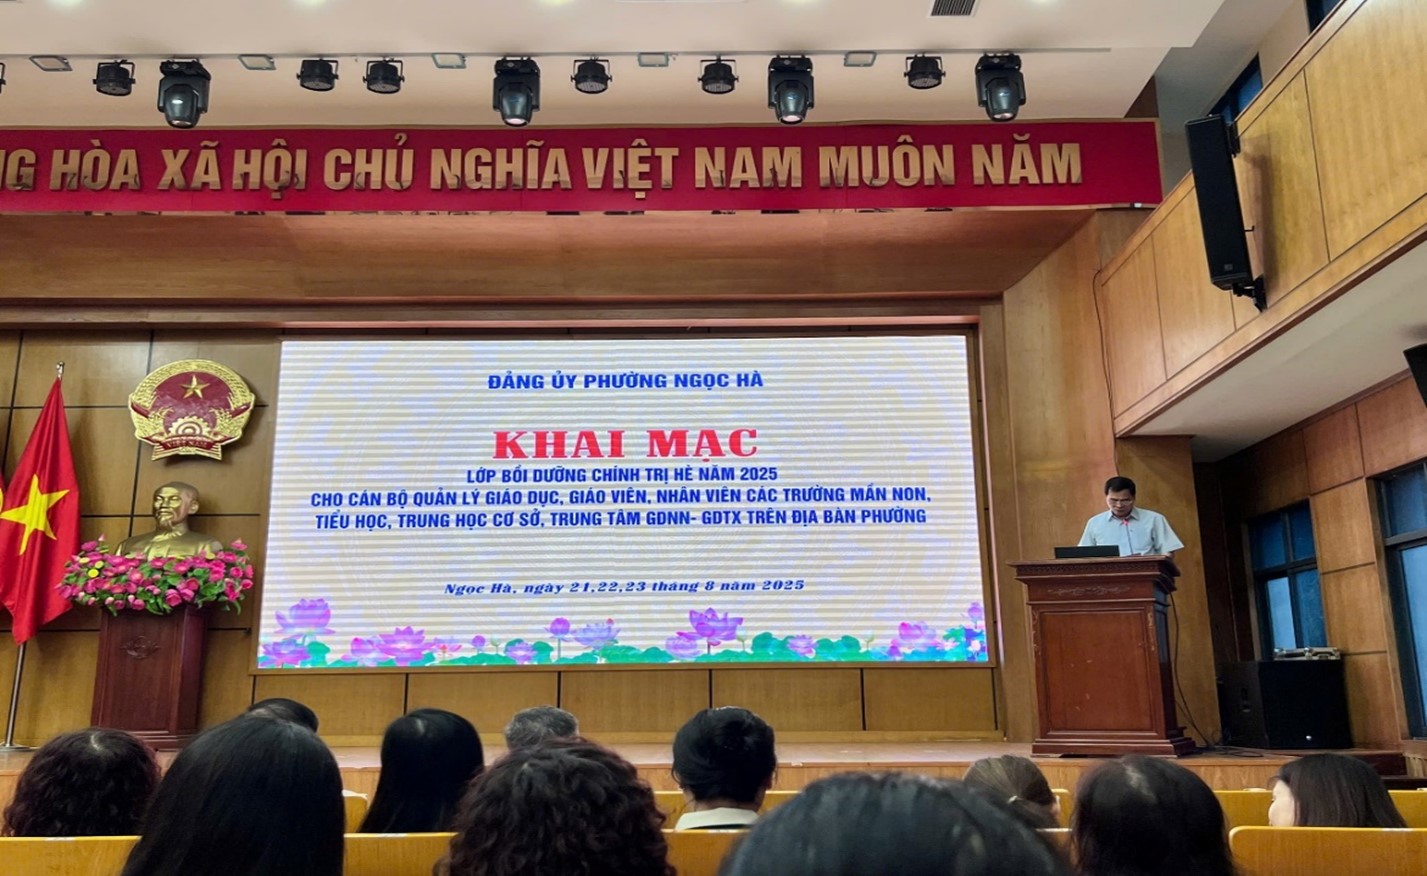 HÒA XÃ HỘI CHỦ NGHĨA VIỆT NAM MUÔN NĂM
ĐẢNG ỦY PHƯỜNG NGỌC HÀ
KHAI MẠC
LỚP BỒI DƯỠNG CHÍNH TRỊ HÈ NĂM 2025
CHO CÁN BỘ QUẢN LÝ GIÁO DỤC, GIÁO VIÊN, NHÂN VIÊN CÁC TRƯỜNG MẦN NON,
TIỂU HỌC, TRUNG HỌC CƠ SỞ, TRUNG TÂM GDNN- GDTX TRÊN ĐỊA BÀN PHƯỜNG
Ngọc Hà, ngày 21,22,23 tháng 8 năm 2025
VIỆT NAM